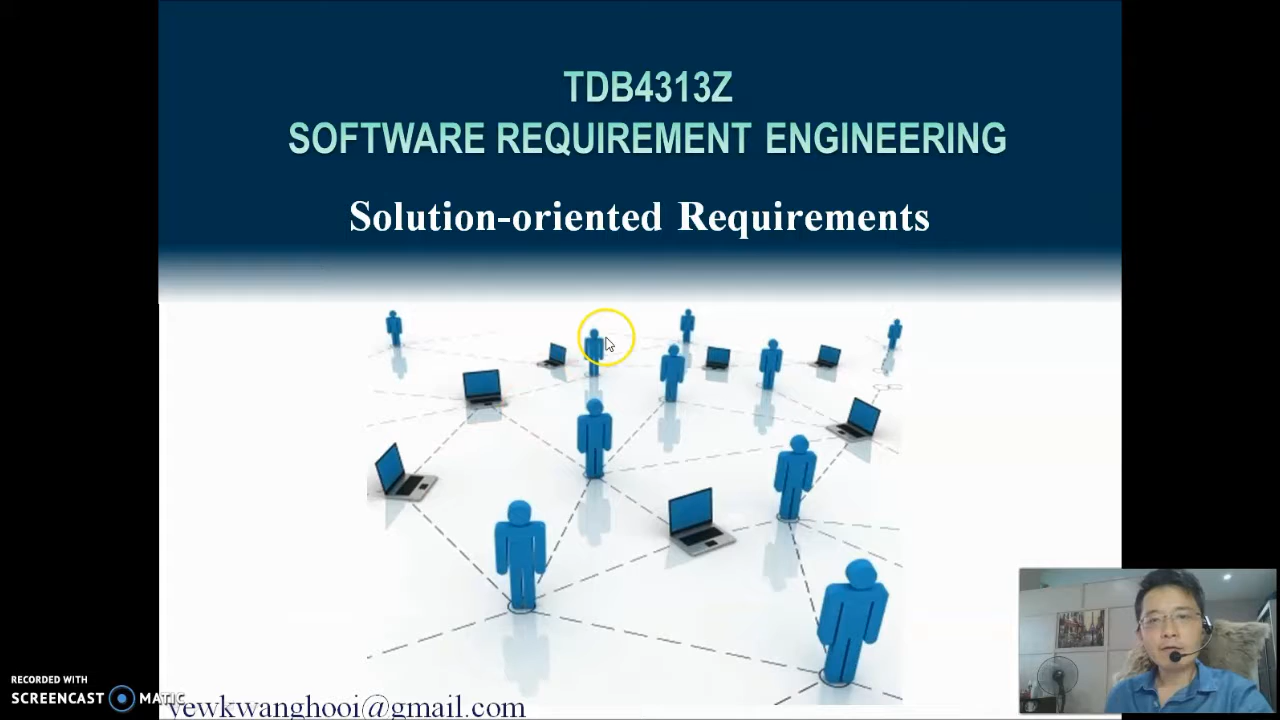 TDB4313Z
SOFTWARE REQUIREMENT ENGINEERING
Solution-oriented Requirements
RECORDED WITH
SCREENCAST MATIC
yewkwanghooi@gmail.com